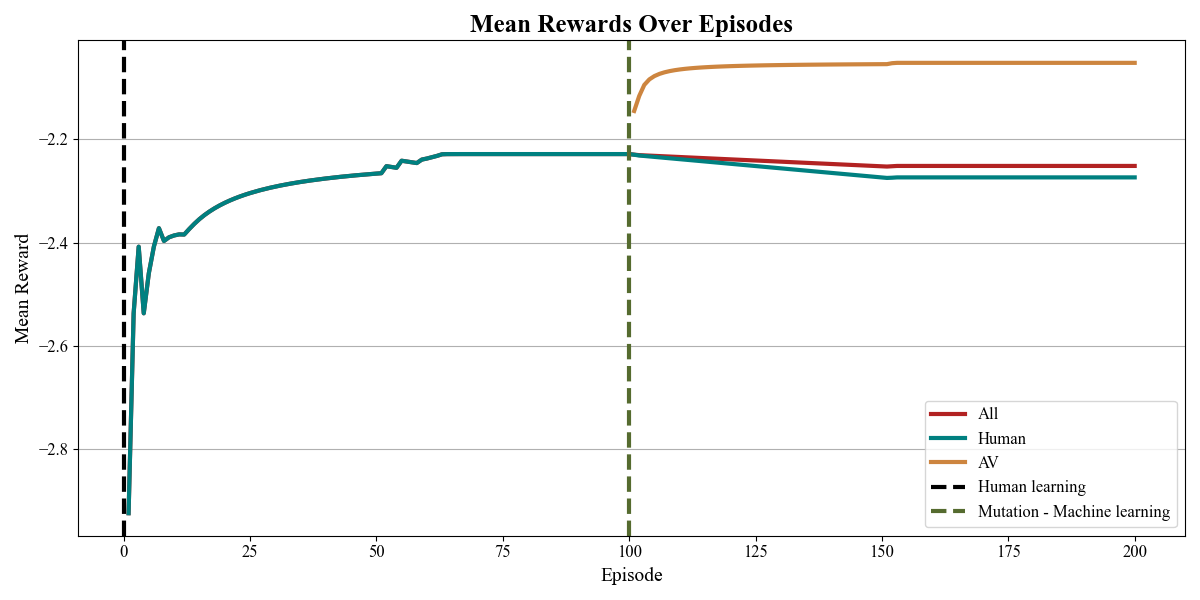 Mean Rewards Over Episodes
Mean Reward
−2.2
−2.4
−2.6
−2.8
0 25 50 75 100 125 150 175 200
Episode
All
Human
AV
Human learning
Mutation - Machine learning